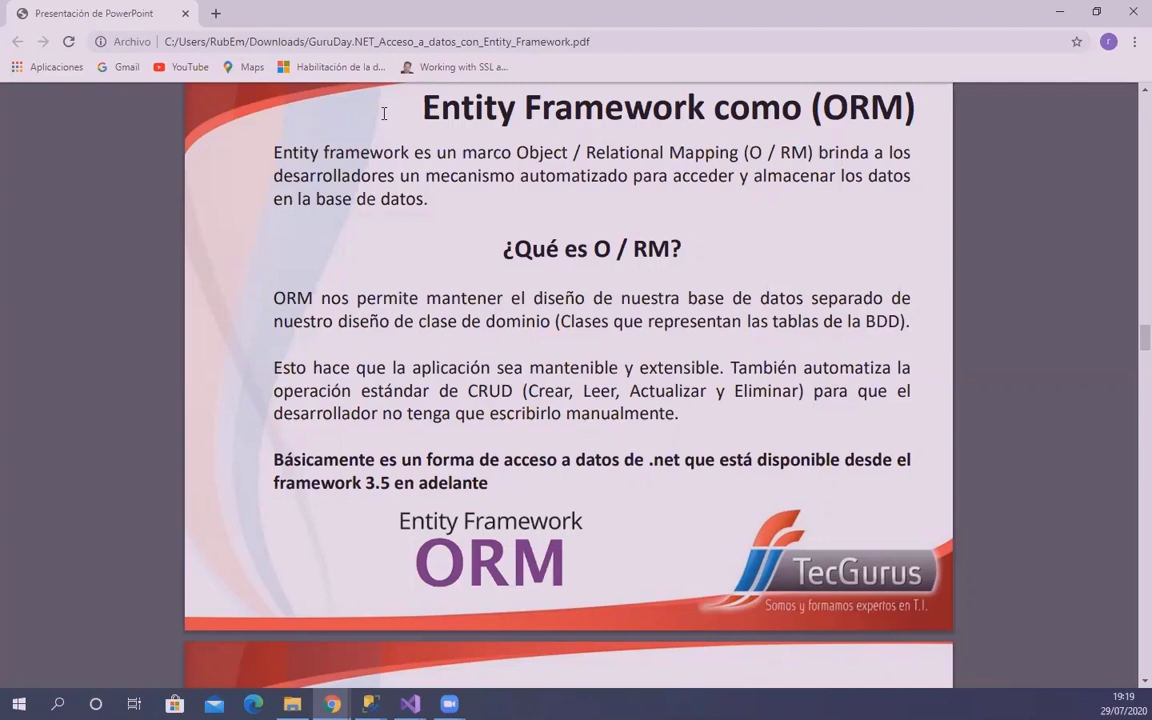 Presentación de PowerPoint
Archivo
C:/Users/RubEm/Downloads/GuruDay.NET_Acceso_a_datos_con_Entity_Framework.pdf
r
Aplicaciones
Gmail
YouTube
Maps
Habilitación de la d...
Working with SSL a...
Entity Framework como (ORM)
Entity framework es un marco Object / Relational Mapping (O / RM) brinda a los
desarrolladores un mecanismo automatizado para acceder y almacenar los datos
en la base de datos.
¿Qué es O / RM?
ORM nos permite mantener el diseño de nuestra base de datos separado de
nuestro diseño de clase de dominio (Clases que representan las tablas de la BDD).
Esto hace que la aplicación sea mantenible y extensible. También automatiza la
operación estándar de CRUD (Crear, Leer, Actualizar y Eliminar) para que el
desarrollador no tenga que escribirlo manualmente.
Básicamente es un forma de acceso a datos de .net que está disponible desde el
framework 3.5 en adelante
Entity Framework
ORM
TecGurus
Somos y formamos expertos en T.I.
19:19
29/07/2020